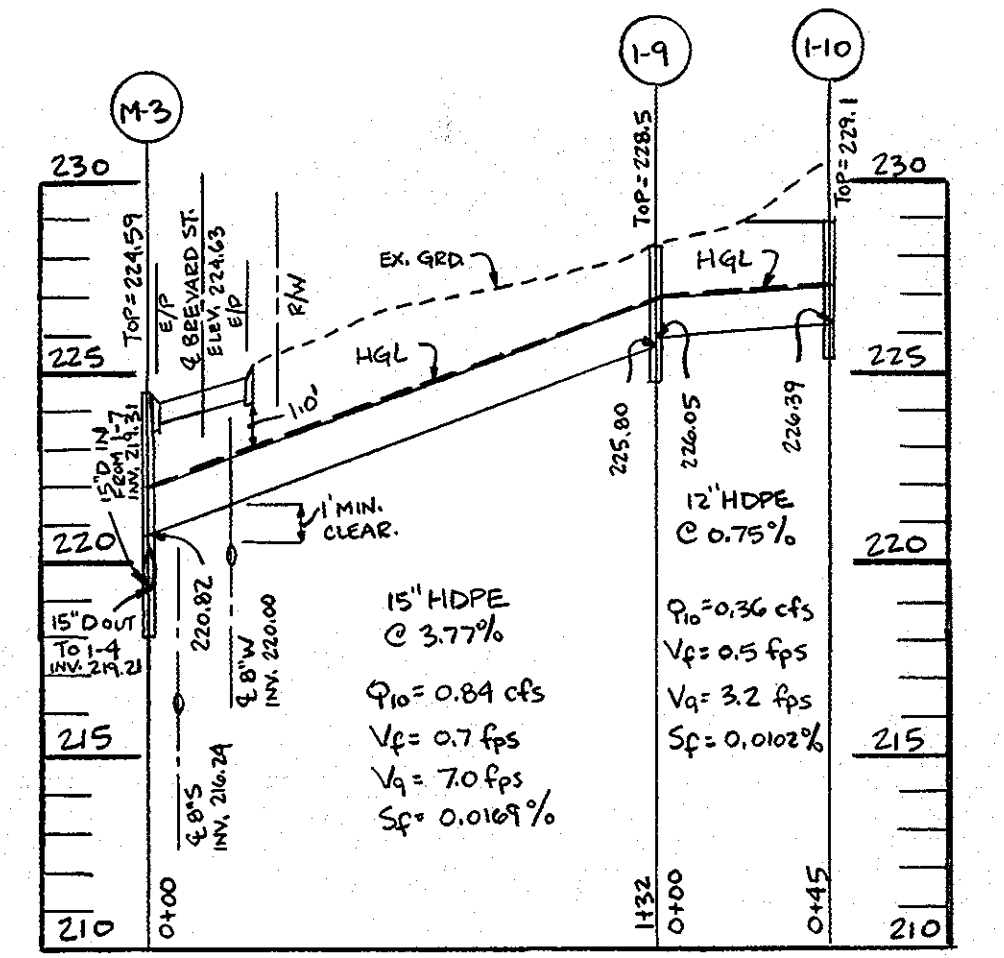 M-3
1-9
1-10
230
225
220
215
210
TOP=224.59
E/P
℄ BREVARD ST.
ELEV. 224.63
E/P
R/W
EX. GRD.
HGL
TOP=228.5
HGL
TOP=229.1
230
225
220
215
210
1.0'
15"D IN
FROM 1-7
INV. 219.31
1' MIN.
CLEAR.
220.82
15"D OUT
TO 1-4
INV. 219.21
℄ 8"W
INV. 220.00
℄ 8"S
INV. 216.24
225.80
226.05
226.39
15" HDPE
@ 3.77%
Q10 = 0.84 cfs
Vf = 0.7 fps
Vq = 7.0 fps
Sf = 0.0169%
12" HDPE
@ 0.75%
Q10 = 0.36 cfs
Vf = 0.5 fps
Vq = 3.2 fps
Sf = 0.0102%
0+00
1+32
0+00
0+45